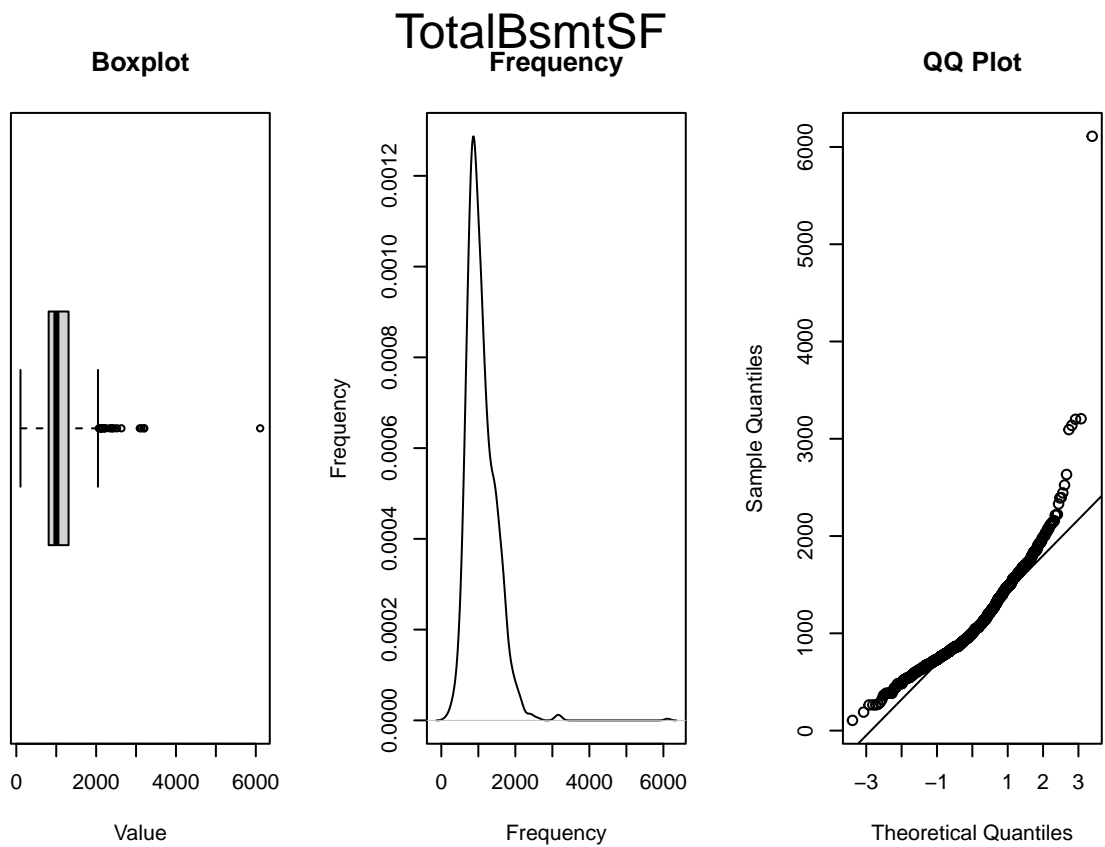 TotalBsmtSF
Boxplot
0 2000 4000 6000
Value
Frequency
0.0000 0.0002 0.0004 0.0006 0.0008 0.0010 0.0012
Frequency
0 2000 4000 6000
Frequency
QQ Plot
0 1000 2000 3000 4000 5000 6000
Sample Quantiles
−3 −1 1 2 3
Theoretical Quantiles